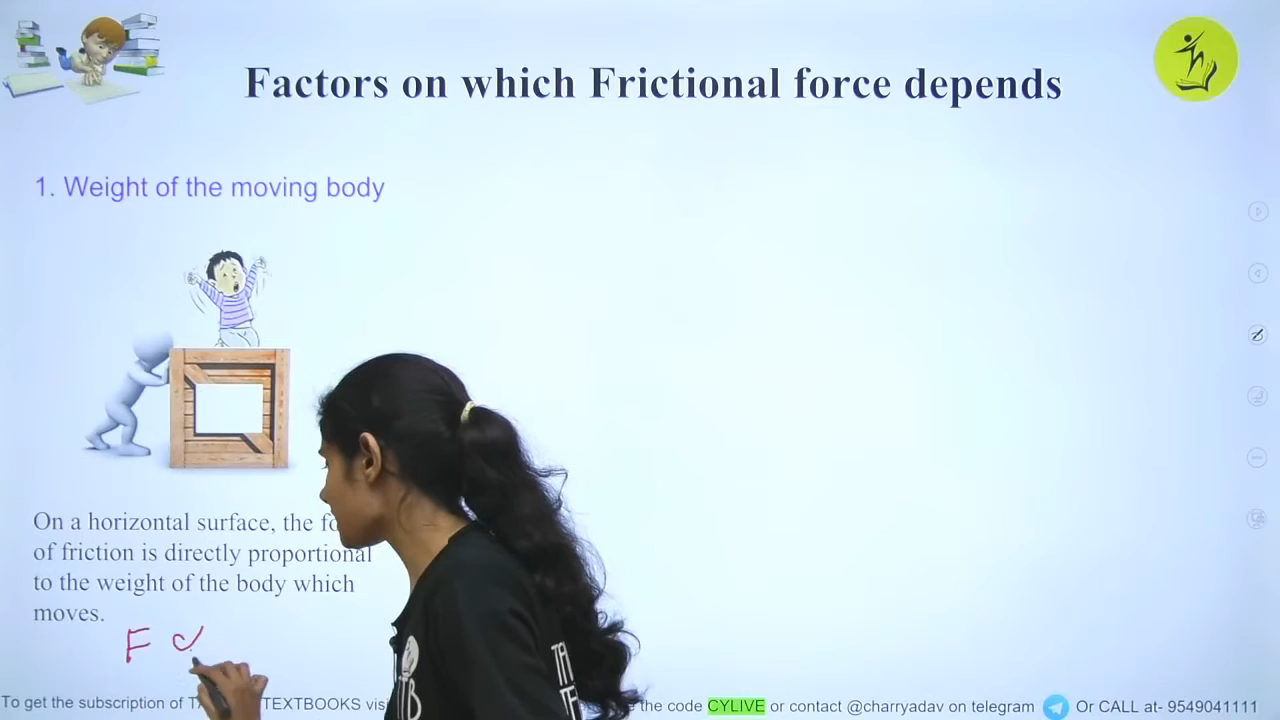 Factors on which Frictional force depends
1. Weight of the moving body
On a horizontal surface, the
of friction is directly proportional
to the weight of the body which
moves.
F ∝
To get the subscription of TEXTBOOKS the code CYLIVE or contact @charryadav on telegram Or CALL at- 9549041111